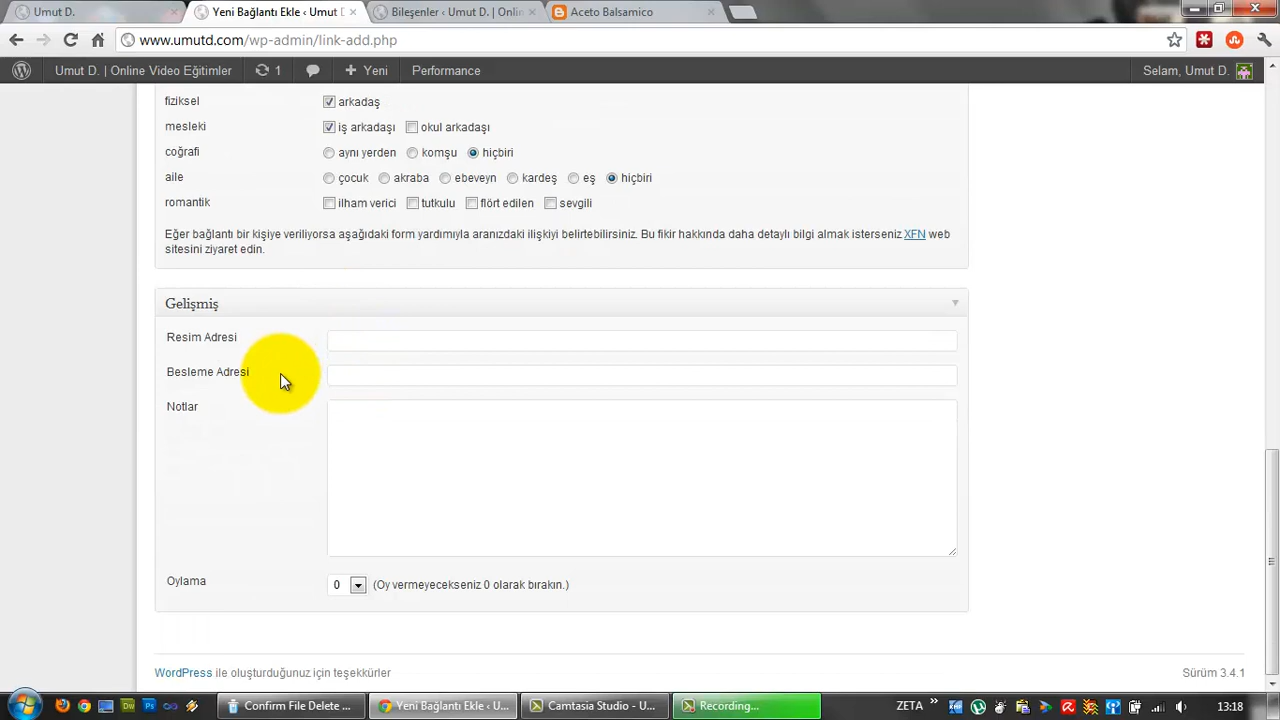 Umut D.
Yeni Bağlantı Ekle ‹ Umut D
Bileşenler ‹ Umut D. | Onlin
Aceto Balsamico
www.umutd.com/wp-admin/link-add.php
Umut D. | Online Video Eğitimler
1
Yeni
Performance
Selam, Umut D.
fiziksel
arkadaş
mesleki
iş arkadaşı
okul arkadaşı
coğrafi
aynı yerden
komşu
hiçbiri
aile
çocuk
akraba
ebeveyn
kardeş
eş
hiçbiri
romantik
ilham verici
tutkulu
flört edilen
sevgili
Eğer bağlantı bir kişiye veriliyorsa aşağıdaki form yardımıyla aranızdaki ilişkiyi belirtebilirsiniz. Bu fikir hakkında daha detaylı bilgi almak isterseniz XFN web
sitesini ziyaret edin.
Gelişmiş
Resim Adresi
Besleme Adresi
Notlar
Oylama
0
(Oy vermeyecekseniz 0 olarak bırakın.)
WordPress ile oluşturduğunuz için teşekkürler
Sürüm 3.4.1
Confirm File Delete ...
Yeni Bağlantı Ekle ‹ U...
Camtasia Studio - U...
Recording...
ZETA
13:18